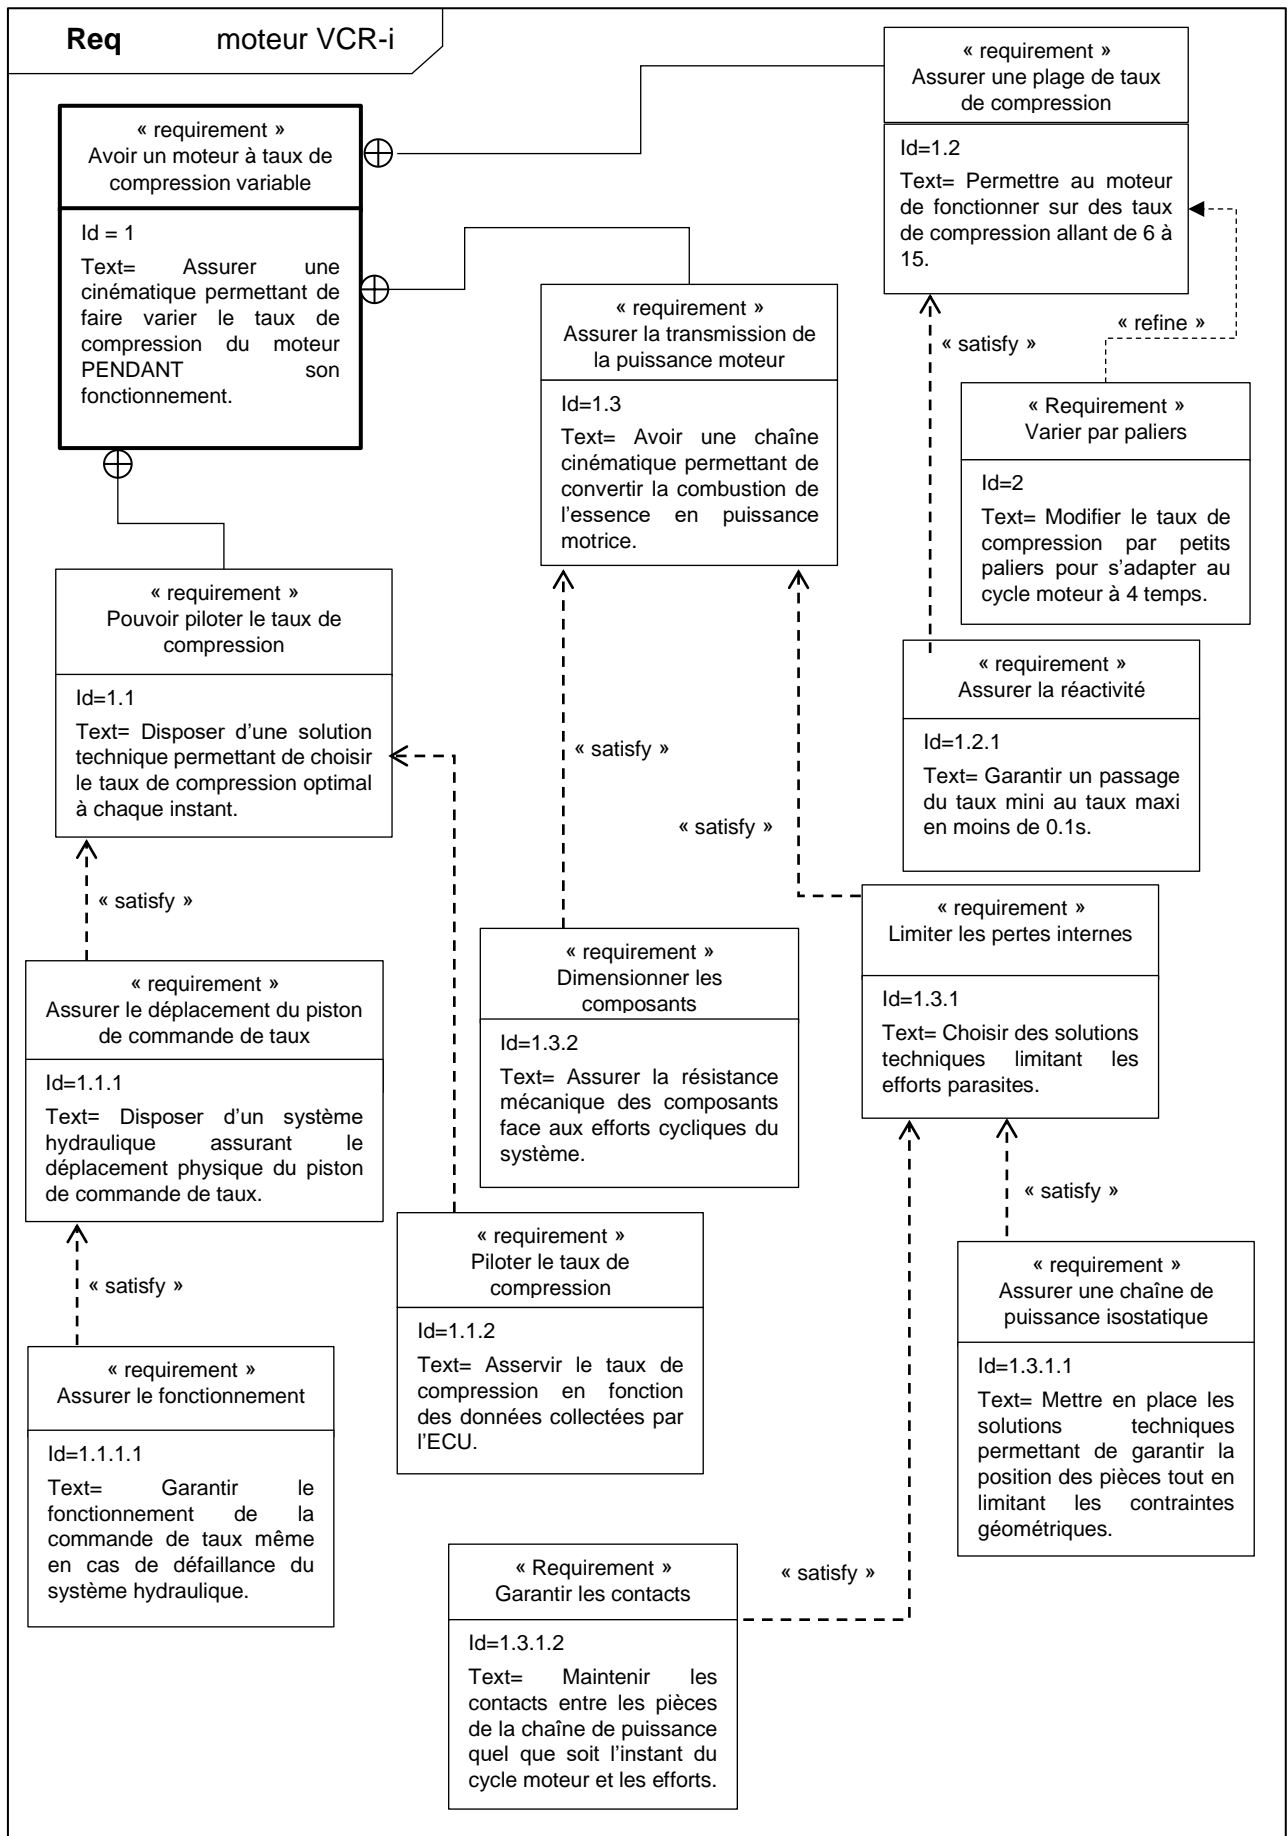 Req moteur VCR-i
« requirement »
Assurer une plage de taux
de compression
Id=1.2
Text= Permettre au moteur
de fonctionner sur des taux
de compression allant de 6 à
15.
« requirement »
Avoir un moteur à taux de
compression variable
Id = 1
Text= Assurer une
cinématique permettant de
faire varier le taux de
compression du moteur
PENDANT son
fonctionnement.
« requirement »
Assurer la transmission de
la puissance moteur
Id=1.3
Text= Avoir une chaîne
cinématique permettant de
convertir la combustion de
l'essence en puissance
motrice.
« refine »
« satisfy »
« Requirement »
Varier par paliers
Id=2
Text= Modifier le taux de
compression par petits
paliers pour s'adapter au
cycle moteur à 4 temps.
« requirement »
Pouvoir piloter le taux de
compression
Id=1.1
Text= Disposer d'une solution
technique permettant de choisir
le taux de compression optimal
à chaque instant.
« requirement »
Assurer la réactivité
Id=1.2.1
Text= Garantir un passage
du taux mini au taux maxi
en moins de 0.1s.
« satisfy »
« satisfy »
« satisfy »
« requirement »
Limiter les pertes internes
Id=1.3.1
Text= Choisir des solutions
techniques limitant les
efforts parasites.
« requirement »
Dimensionner les
composants
Id=1.3.2
Text= Assurer la résistance
mécanique des composants
face aux efforts cycliques du
système.
« requirement »
Assurer le déplacement du piston
de commande de taux
Id=1.1.1
Text= Disposer d'un système
hydraulique assurant le
déplacement physique du piston
de commande de taux.
« satisfy »
« requirement »
Piloter le taux de
compression
Id=1.1.2
Text= Asservir le taux de
compression en fonction
des données collectées par
l'ECU.
« requirement »
Assurer une chaîne de
puissance isostatique
Id=1.3.1.1
Text= Mettre en place les
solutions techniques
permettant de garantir la
position des pièces tout en
limitant les contraintes
géométriques.
« satisfy »
« requirement »
Assurer le fonctionnement
Id=1.1.1.1
Text= Garantir le
fonctionnement de la
commande de taux même
en cas de défaillance du
système hydraulique.
« satisfy »
« Requirement »
Garantir les contacts
Id=1.3.1.2
Text= Maintenir les
contacts entre les pièces
de la chaîne de puissance
quel que soit l'instant du
cycle moteur et les efforts.